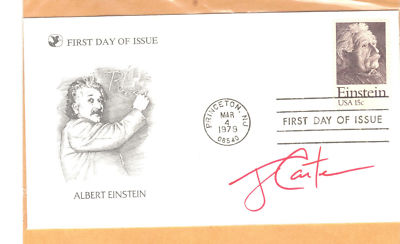 FIRST DAY OF ISSUE
Einstein
USA 15c
PRINCETON, NJ
MAR
4
1979
08540
FIRST DAY OF ISSUE
ALBERT EINSTEIN
J Carter